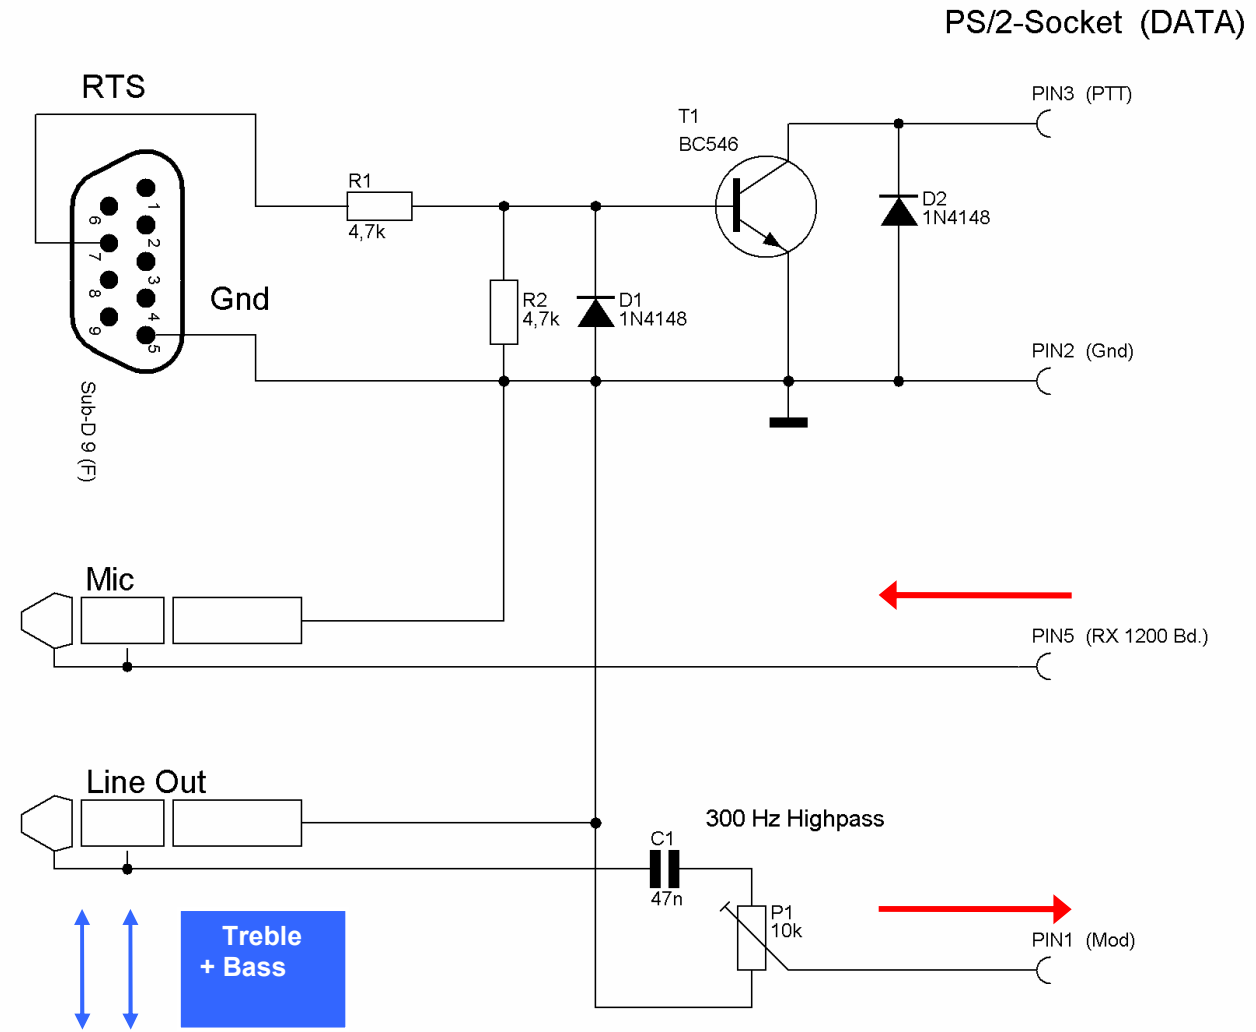 PS/2-Socket (DATA)
RTS
PIN3 (PTT)
T1
BC546
R1
4,7k
D2
1N4148
1
2
3
4
5
6
7
8
9
Gnd
R2
4,7k
D1
1N4148
PIN2 (Gnd)
Sub-D 9 (F)
Mic
PIN5 (RX 1200 Bd.)
Line Out
300 Hz Highpass
C1
47n
P1
10k
PIN1 (Mod)
Treble
+ Bass